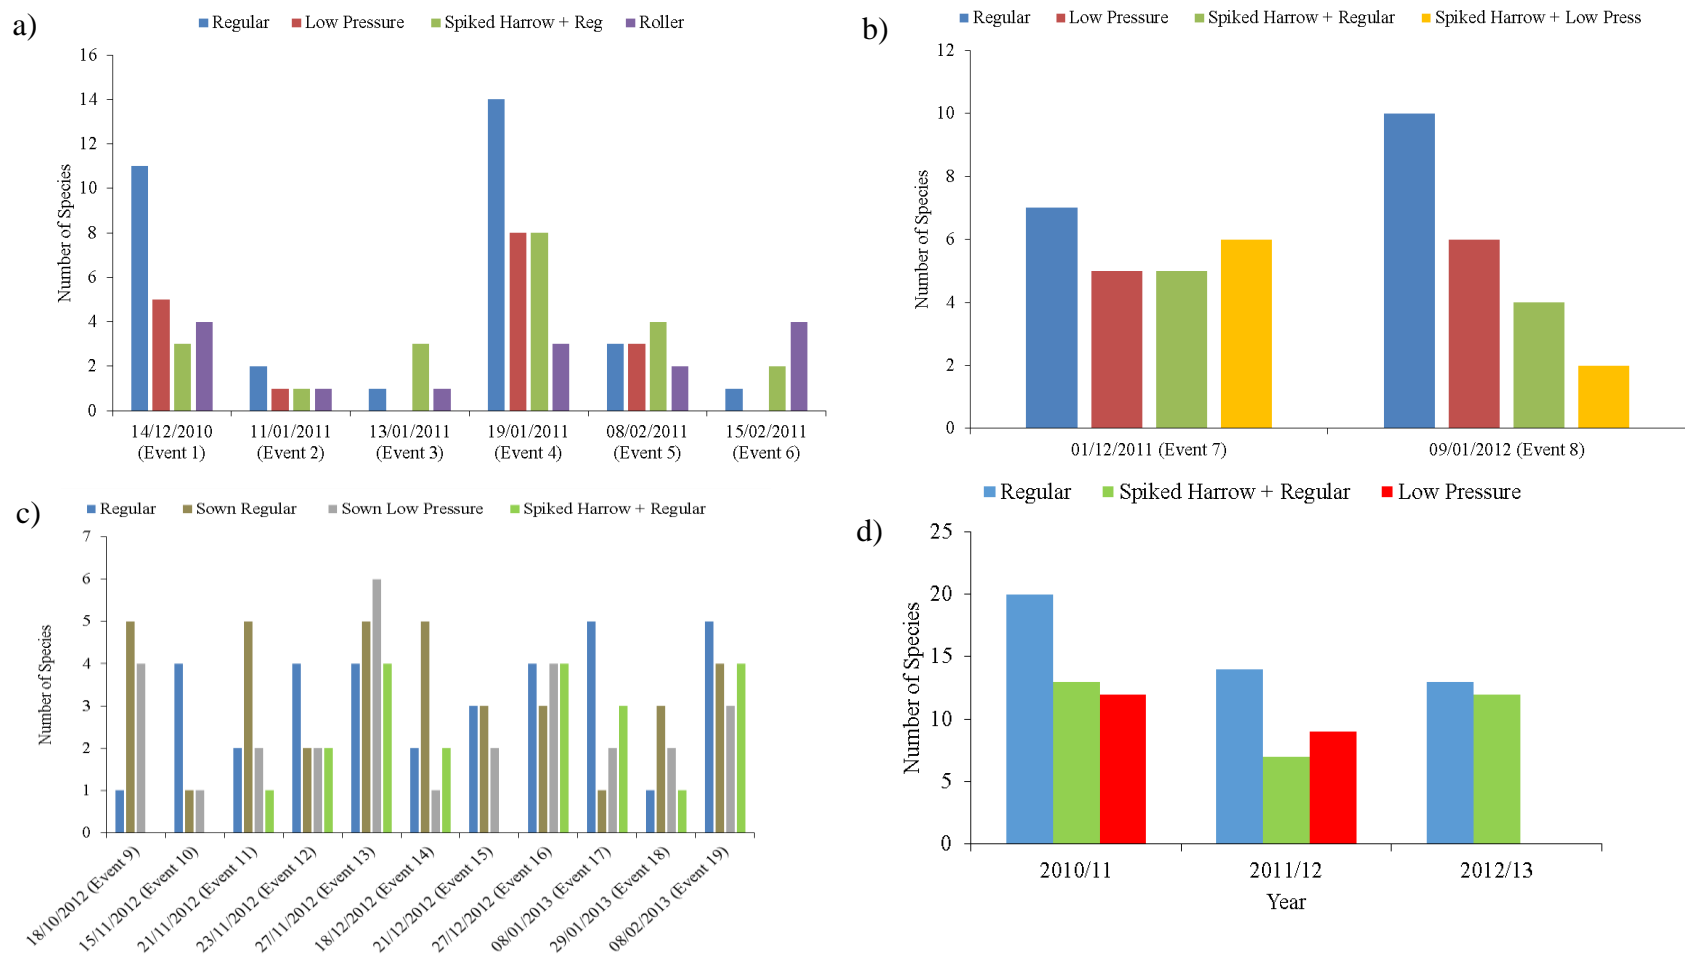 a)
Regular Low Pressure Spiked Harrow + Reg Roller
Number of Species
16
14
12
10
8
6
4
2
0
14/12/2010 11/01/2011 13/01/2011 19/01/2011 08/02/2011 15/02/2011
(Event 1) (Event 2) (Event 3) (Event 4) (Event 5) (Event 6)
b)
Regular Low Pressure Spiked Harrow + Regular Spiked Harrow + Low Press
Number of Species
12
10
8
6
4
2
0
01/12/2011 (Event 7) 09/01/2012 (Event 8)
c)
Regular Sown Regular Sown Low Pressure Spiked Harrow + Regular
Number of Species
7
6
5
4
3
2
1
0
18/10/2012 (Event 9)
15/11/2012 (Event 10)
21/11/2012 (Event 11)
23/11/2012 (Event 12)
27/11/2012 (Event 13)
18/12/2012 (Event 14)
21/12/2012 (Event 15)
27/12/2012 (Event 16)
08/01/2013 (Event 17)
29/01/2013 (Event 18)
08/02/2013 (Event 19)
d)
Regular Spiked Harrow + Regular Low Pressure
Number of Species
25
20
15
10
5
0
2010/11 2011/12 2012/13
Year